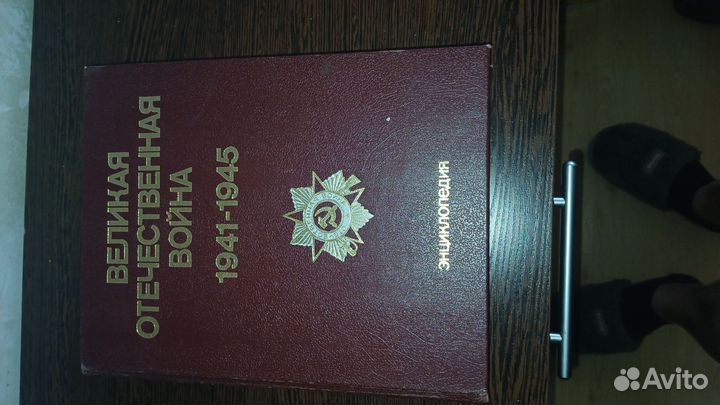 ВЕЛИКАЯ
ОТЕЧЕСТВЕННАЯ
ВОЙНА
1941-1945
ЭНЦИКЛОПЕДИЯ
Avito